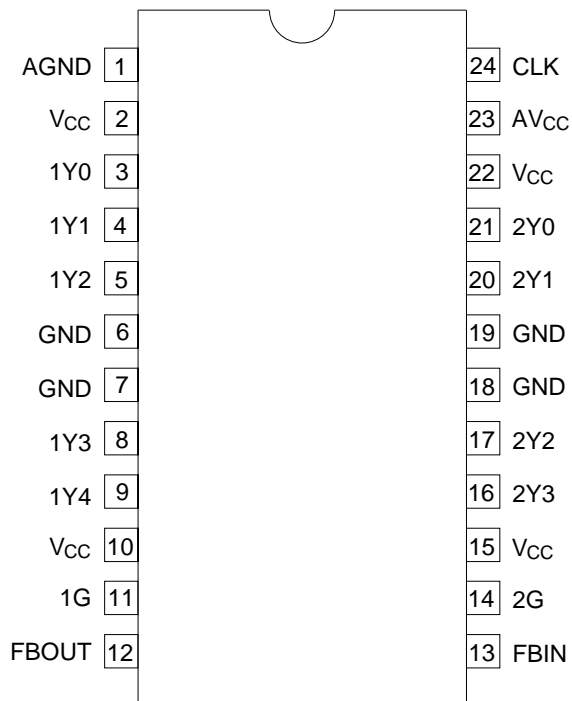 AGND 1 24 CLK
VCC 2 23 AVCC
1Y0 3 22 VCC
1Y1 4 21 2Y0
1Y2 5 20 2Y1
GND 6 19 GND
GND 7 18 GND
1Y3 8 17 2Y2
1Y4 9 16 2Y3
VCC 10 15 VCC
1G 11 14 2G
FBOUT 12 13 FBIN